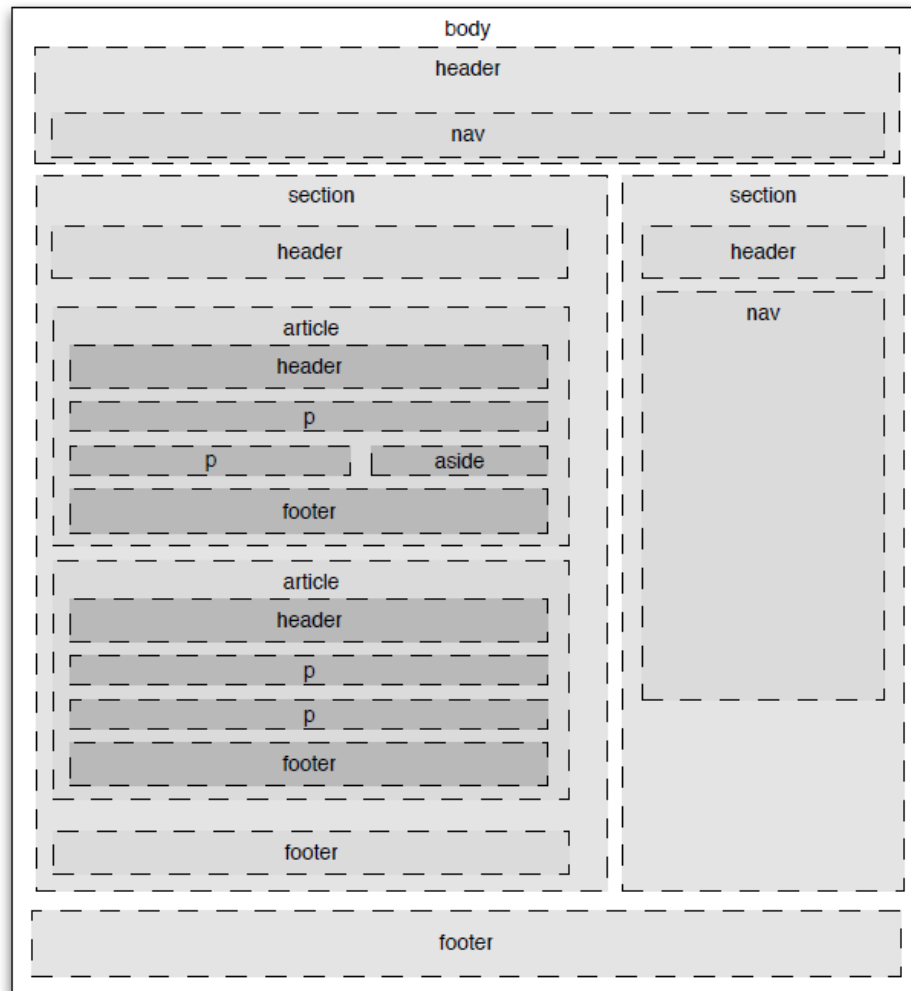 body
header
nav
section
header
article
header
p
p
aside
footer
article
header
p
p
footer
footer
section
header
nav
footer